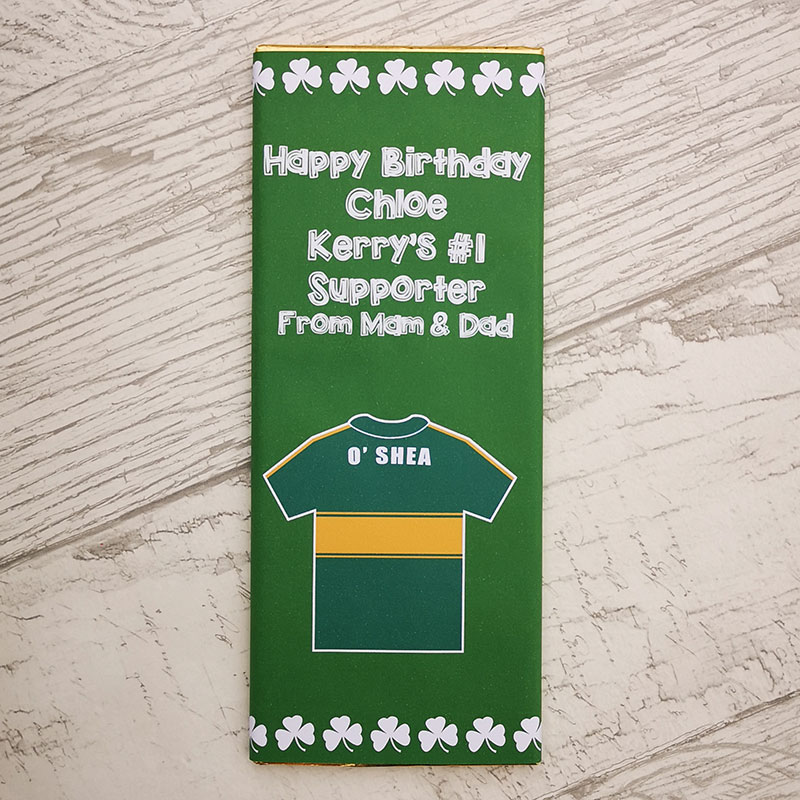 Happy Birthday
Chloe
Kerry's #1
Supporter
From Mam & Dad
O' SHEA